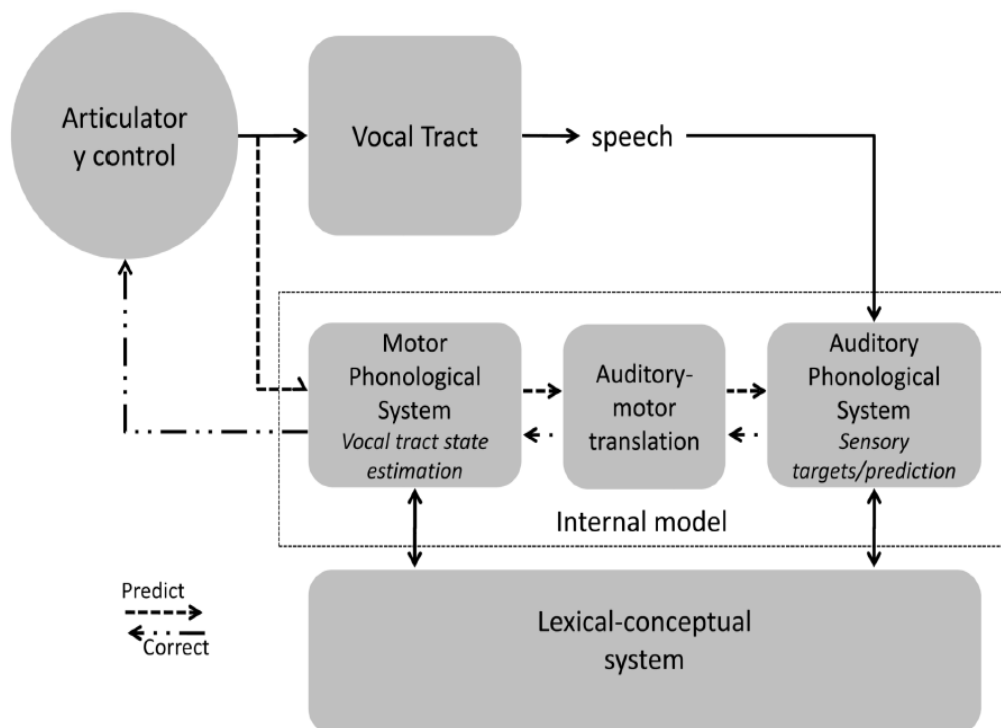 Articulator
y control
Vocal Tract
speech
Motor
Phonological
System
Vocal tract state
estimation
Auditory-
motor
translation
Auditory
Phonological
System
Sensory
targets/prediction
Internal model
Predict
Correct
Lexical-conceptual
system